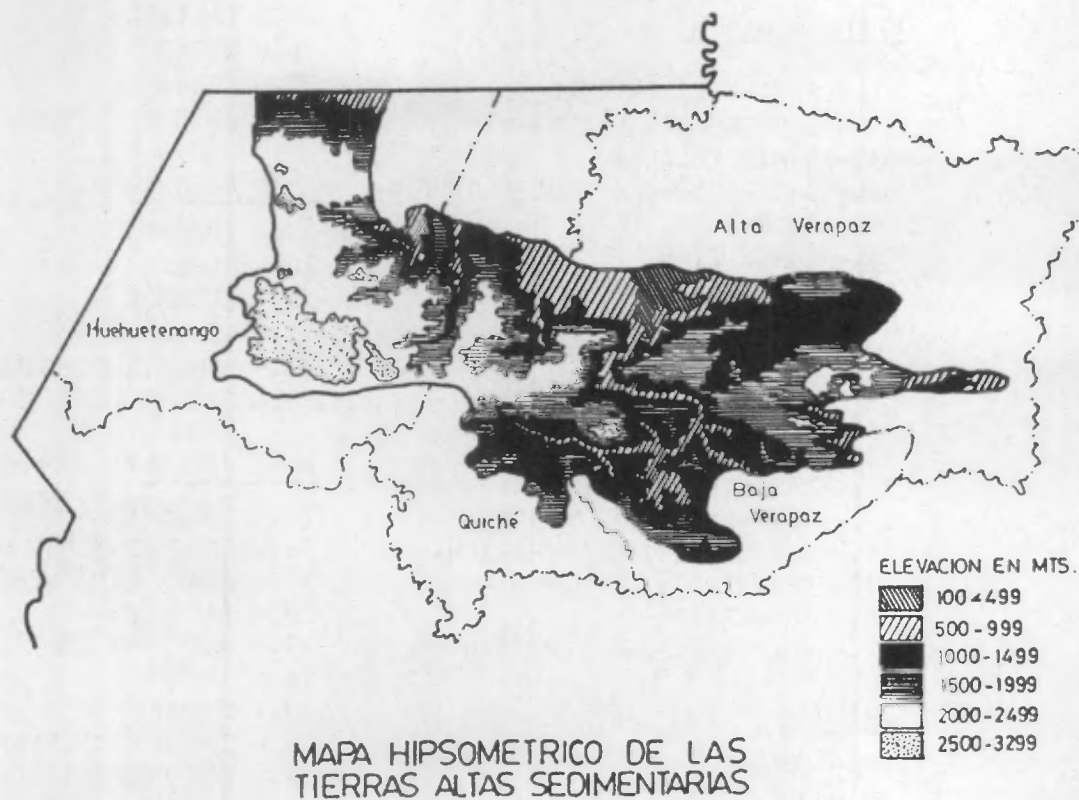 Alta Verapaz
Huehuetenango
Quiché
Baja
Verapaz
ELEVACION EN MTS.
100-499
500-999
1000-1499
1500-1999
2000-2499
2500-3299
MAPA HIPSOMETRICO DE LAS
TIERRAS ALTAS SEDIMENTARIAS